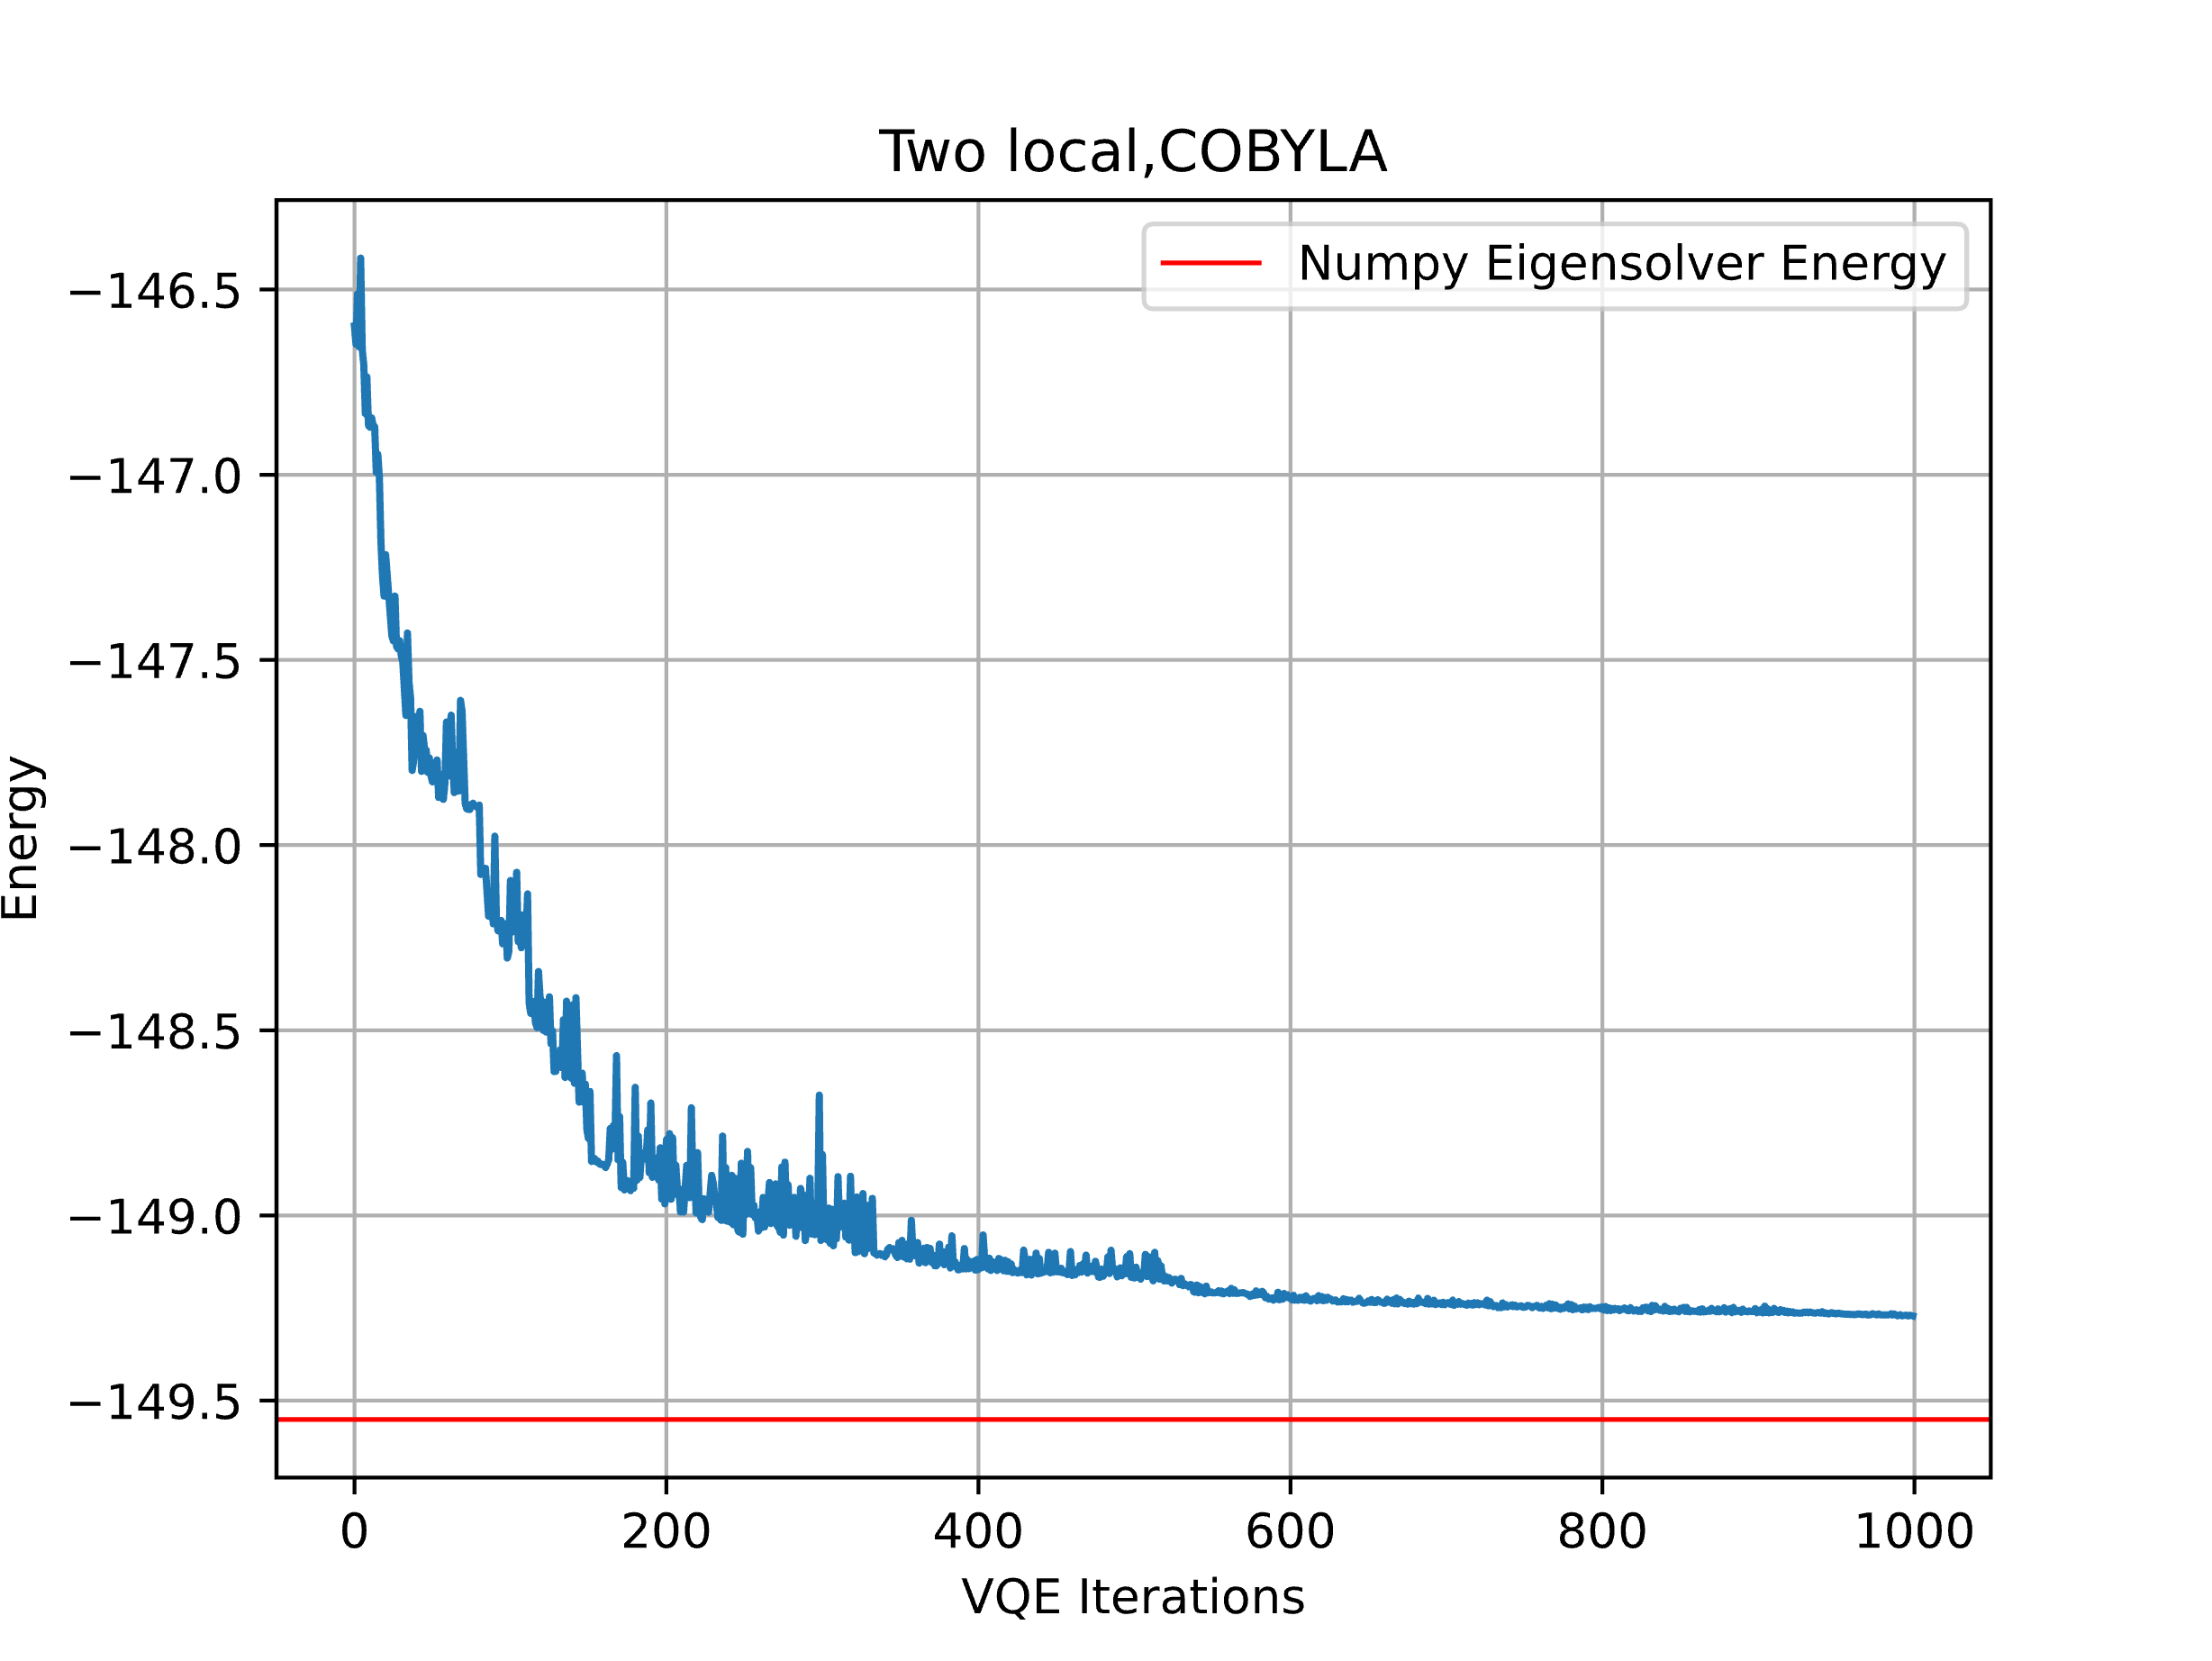 Two local,COBYLA
Numpy Eigensolver Energy
−146.5
−147.0
−147.5
−148.0
−148.5
−149.0
−149.5
Energy
0 200 400 600 800 1000
VQE Iterations